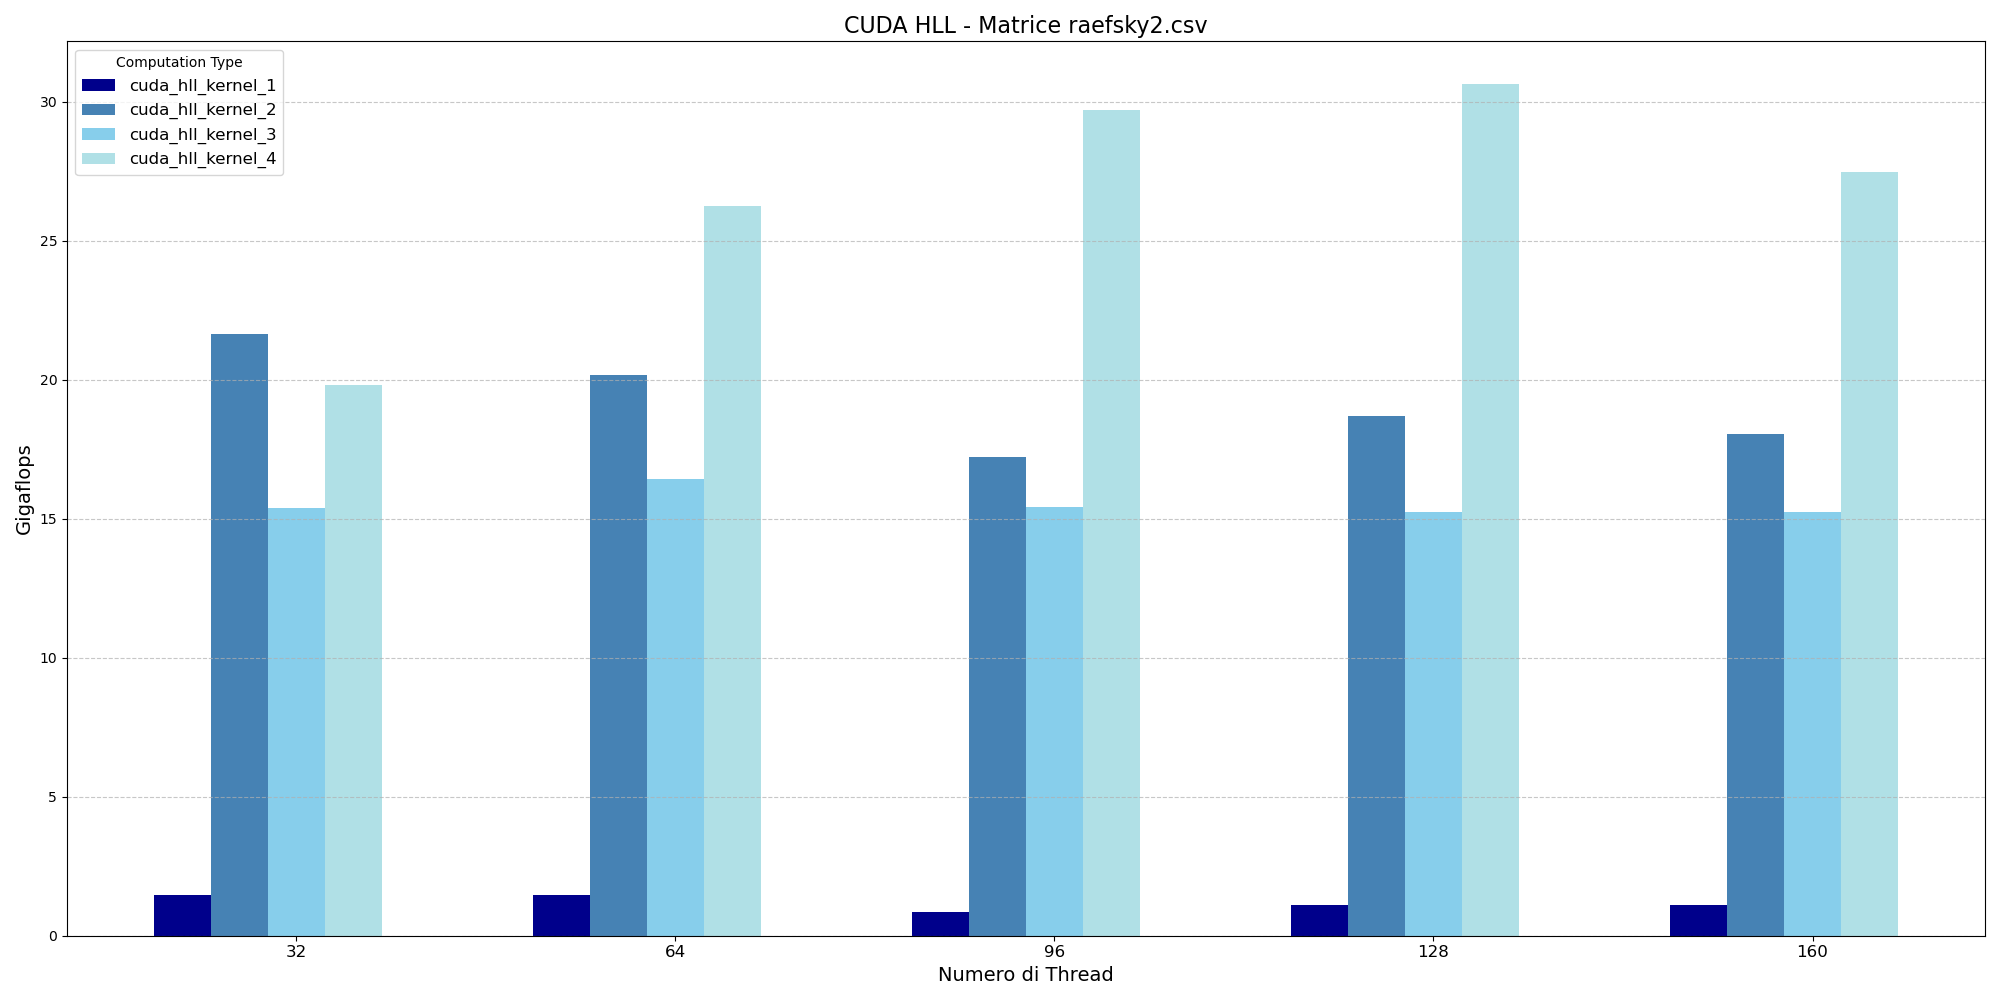 CUDA HLL - Matrice raefsky2.csv
Computation Type
cuda_hll_kernel_1
cuda_hll_kernel_2
cuda_hll_kernel_3
cuda_hll_kernel_4
30
25
20
15
10
5
0
Gigaflops
32 64 96 128 160
Numero di Thread